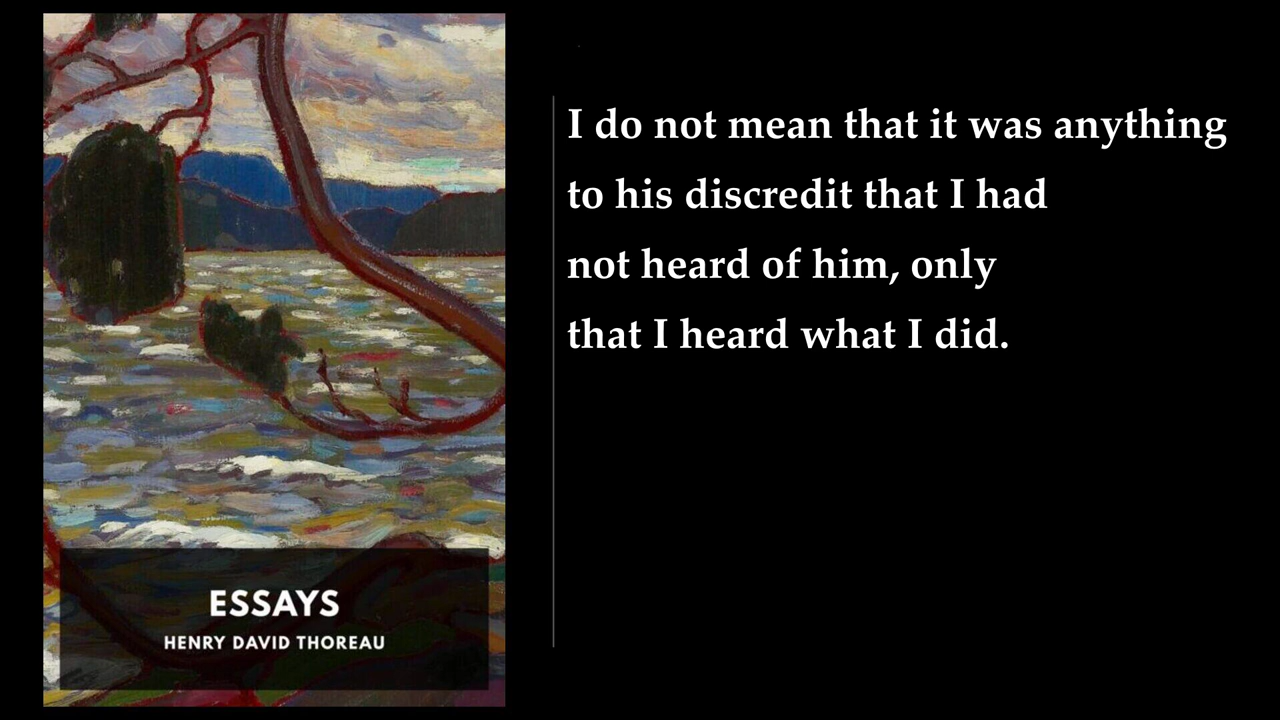 ESSAYS
HENRY DAVID THOREAU
I do not mean that it was anything
to his discredit that I had
not heard of him, only
that I heard what I did.